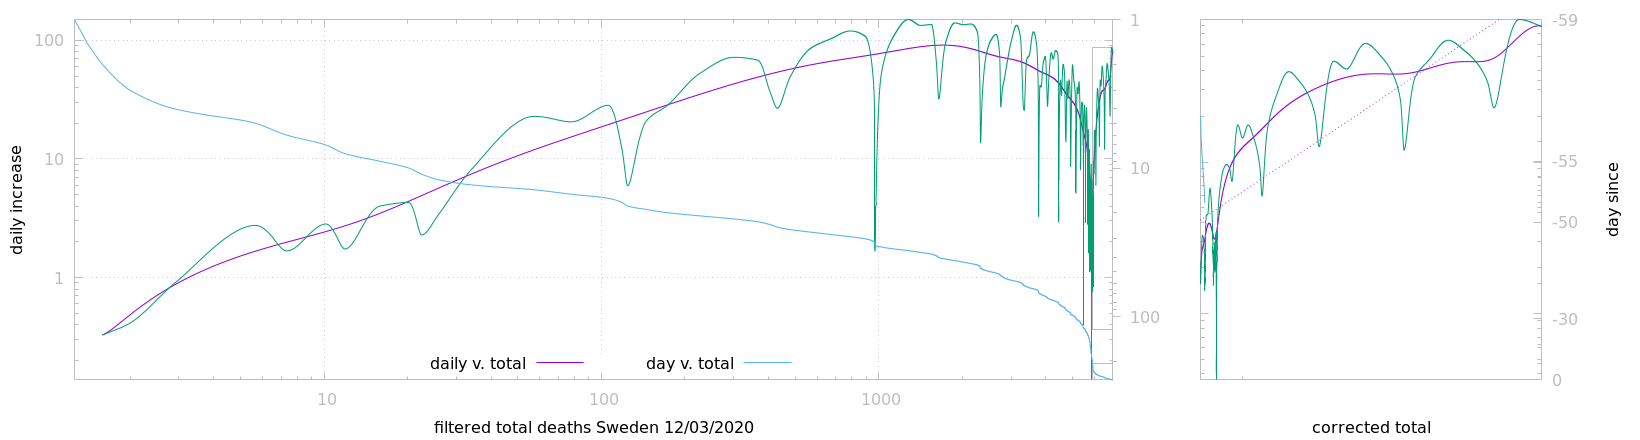 100
10
1
daily increase
daily v. total
day v. total
10
100
1000
filtered total deaths Sweden 12/03/2020
1
10
100
-59
-55
-50
-30
0
day since
corrected total